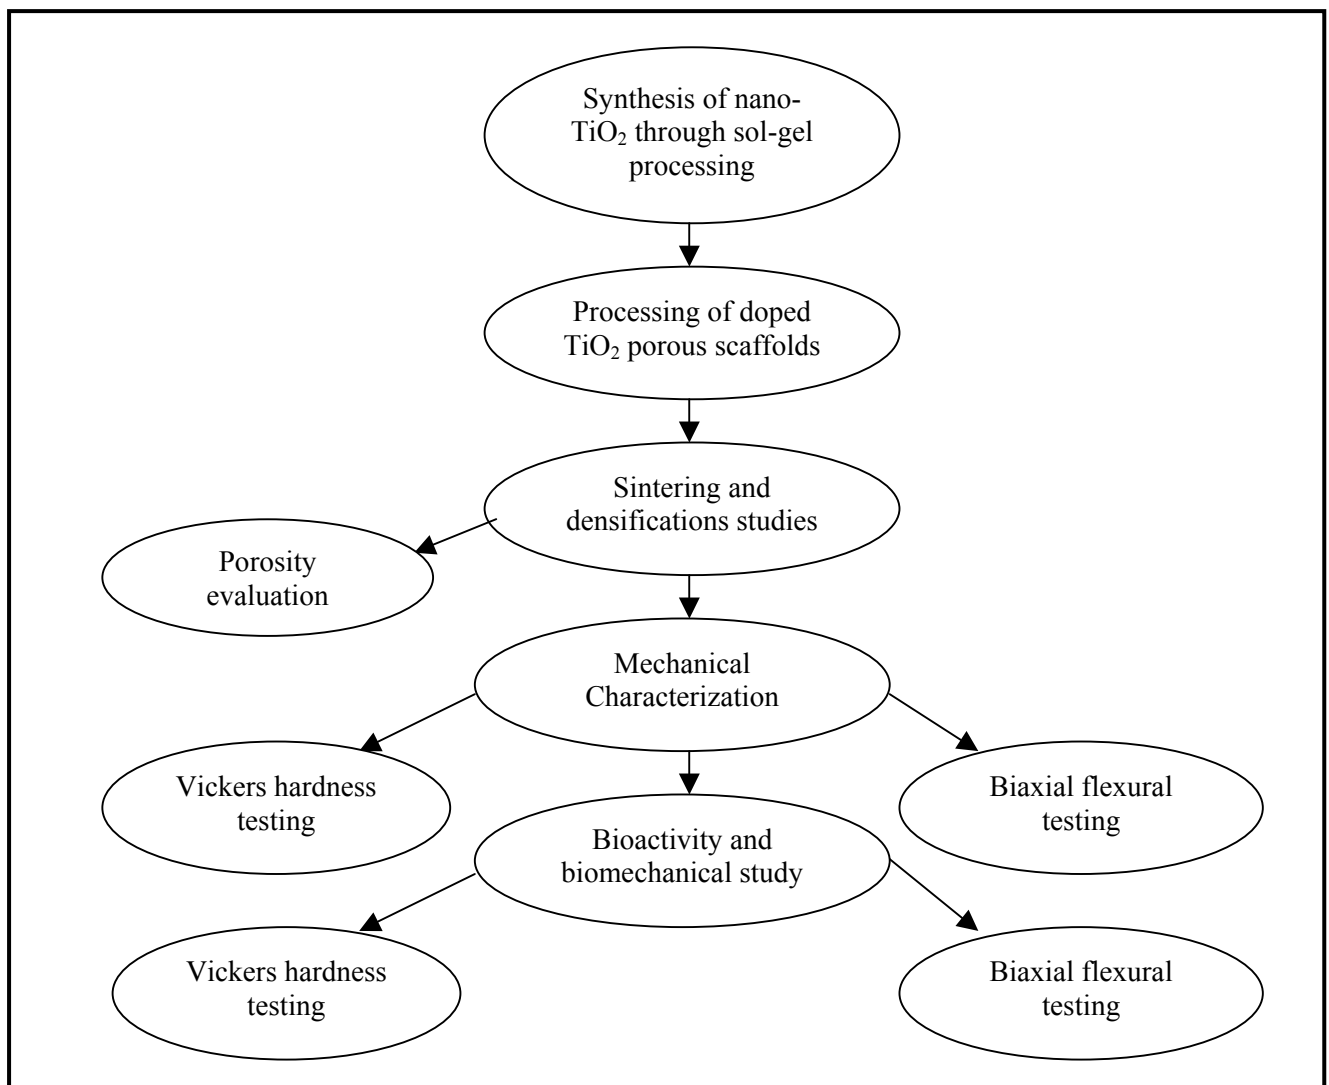 Synthesis of nano-
TiO₂ through sol-gel
processing
Processing of doped
TiO₂ porous scaffolds
Sintering and
densifications studies
Porosity
evaluation
Mechanical
Characterization
Vickers hardness
testing
Biaxial flexural
testing
Bioactivity and
biomechanical study
Vickers hardness
testing
Biaxial flexural
testing